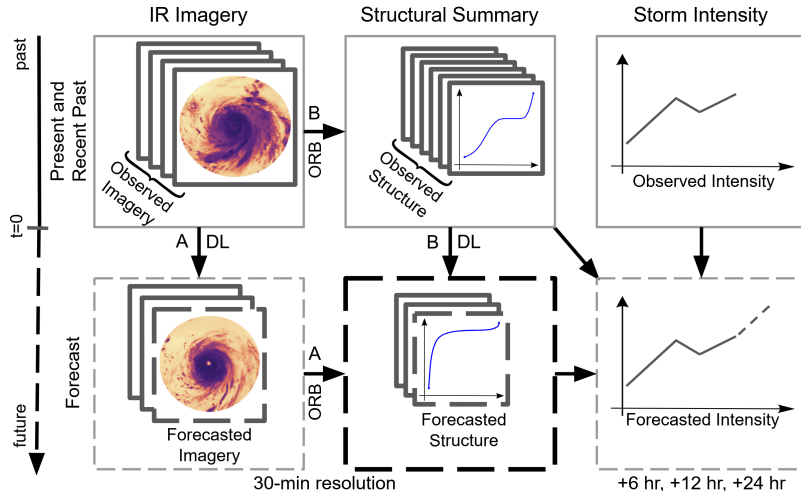 IR Imagery
Structural Summary
Storm Intensity
past
t=0
future
Present and
Recent Past
Forecast
Observed
Imagery
B
ORB
Observed
Structure
Observed Intensity
A
DL
B
DL
Forecasted
Imagery
A
ORB
Forecasted
Structure
Forecasted Intensity
30-min resolution
+6 hr, +12 hr, +24 hr